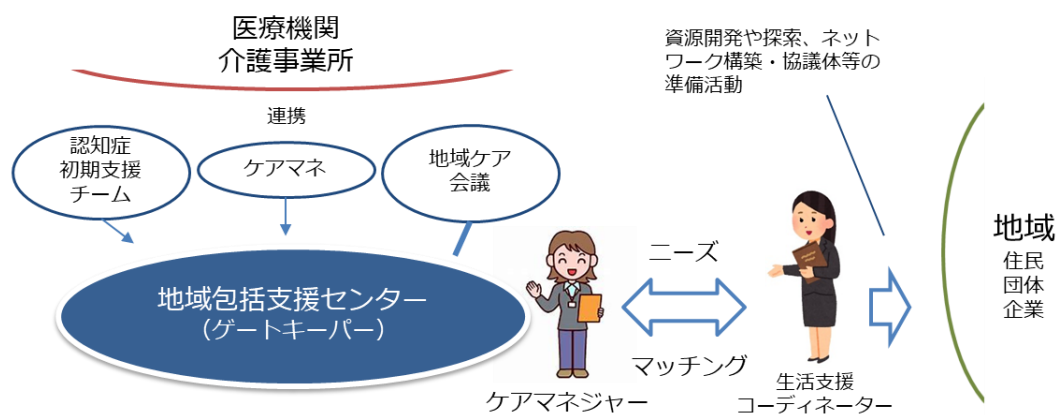 医療機関
介護事業所
資源開発や探索、ネット
ワーク構築・協議体等の
準備活動
連携
認知症
初期支援
チーム
ケアマネ
地域ケア
会議
地域包括支援センター
（ゲートキーパー）
ニーズ
マッチング
ケアマネジャー
生活支援
コーディネーター
地域
住民
団体
企業